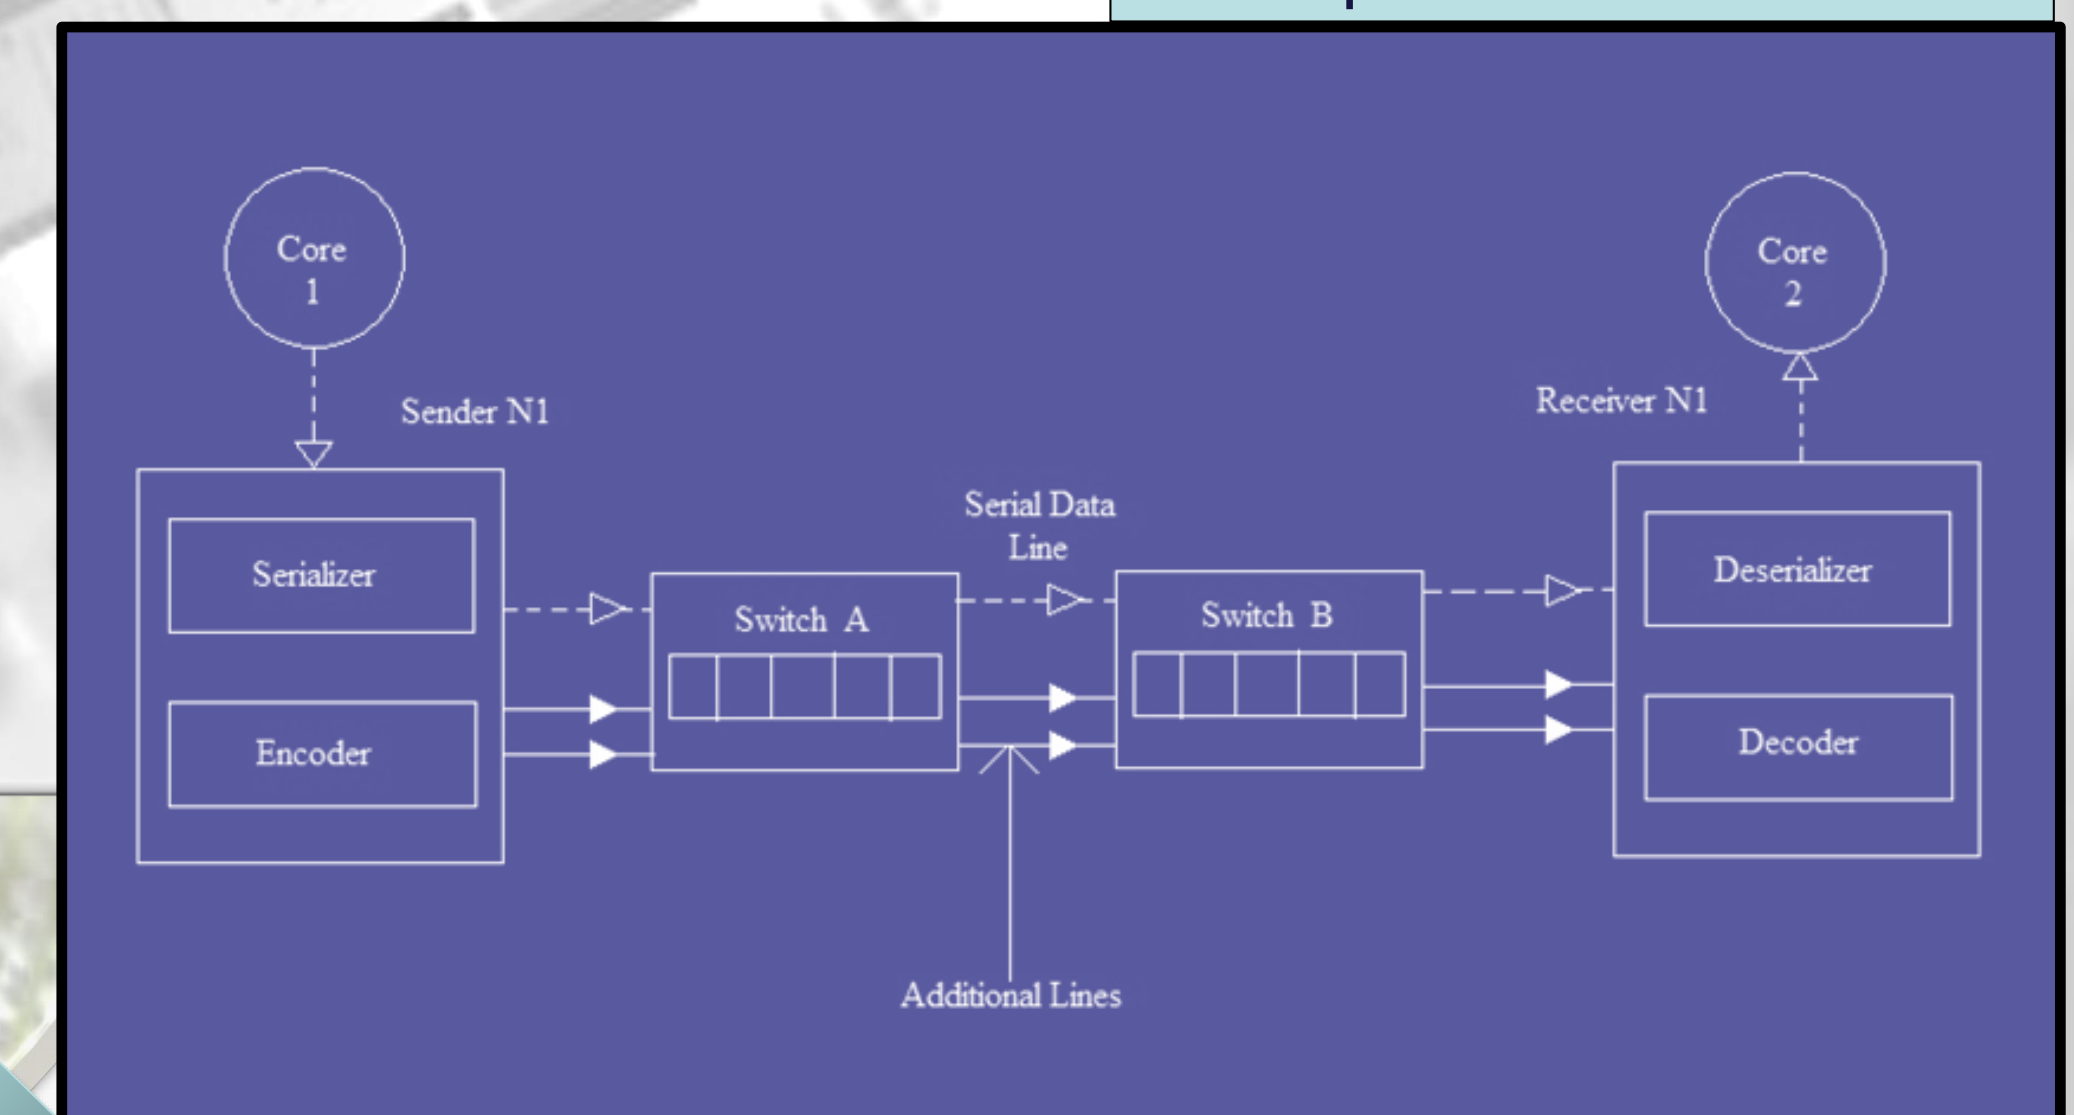 Core
1
Core
2
Sender N1
Receiver N1
Serial Data
Line
Serializer
Switch A
Switch B
Deserializer
Encoder
Decoder
Additional Lines